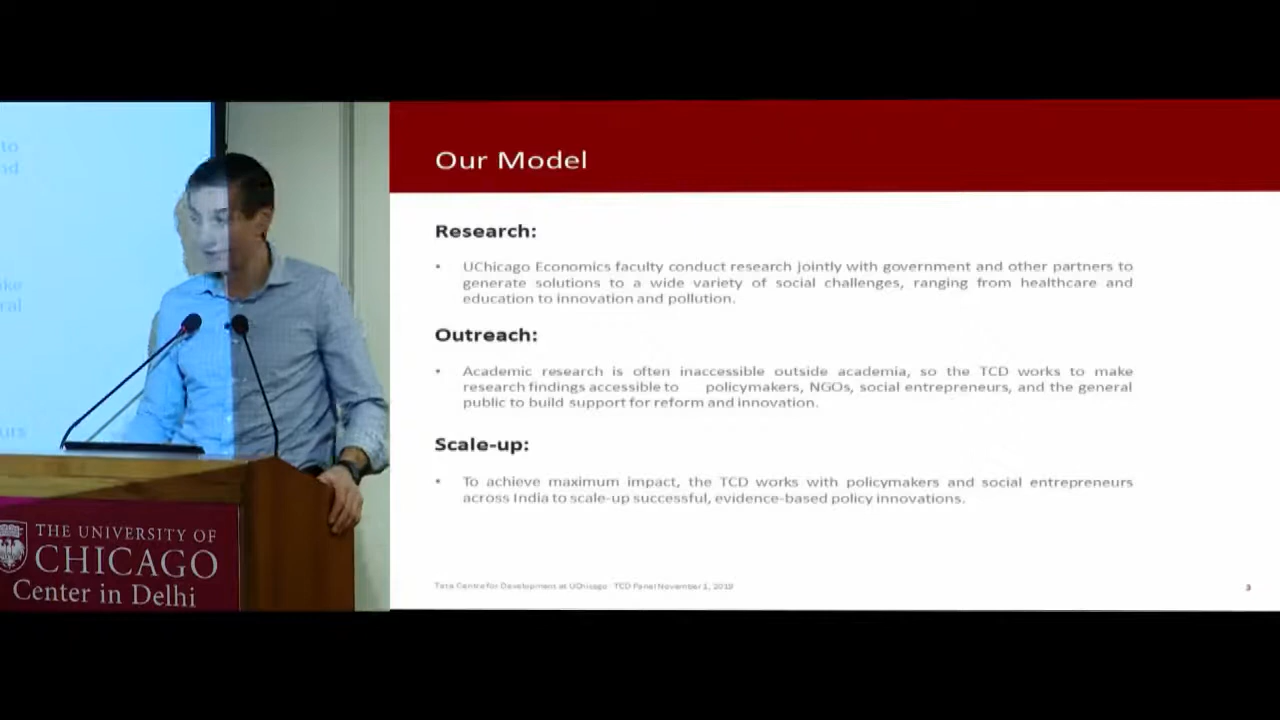 Our Model
Research:
• UChicago Economics faculty conduct research jointly with government and other partners to
generate solutions to a wide variety of social challenges, ranging from healthcare and
education to innovation and pollution.
Outreach:
• Academic research is often inaccessible outside academia, so the TCD works to make
research findings accessible to policymakers, NGOs, social entrepreneurs, and the general
public to build support for reform and innovation.
Scale-up:
• To achieve maximum impact, the TCD works with policymakers and social entrepreneurs
across India to scale-up successful, evidence-based policy innovations.
Tata Centre for Development at UChicago TCD Panel November 1, 2019
3
to
nd
ke
ral
urs
THE UNIVERSITY OF
CHICAGO
Center in Delhi